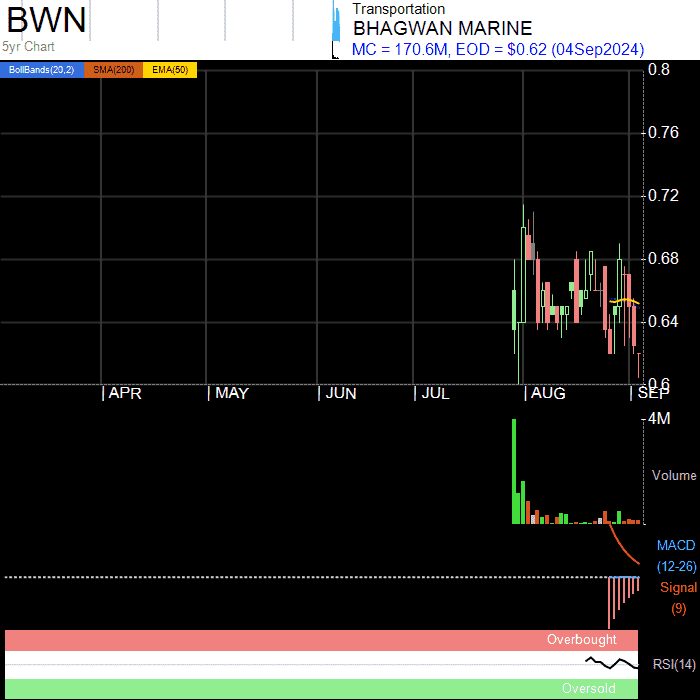 BWN
5yr Chart
Transportation
BHAGWAN MARINE
MC = 170.6M, EOD = $0.62 (04Sep2024)
BollBands(20,2) SMA(200) EMA(50)
0.8
0.76
0.72
0.68
0.64
0.6
APR MAY JUN JUL AUG SEP
4M
Volume
MACD
(12-26)
Signal
(9)
Overbought
RSI(14)
Oversold